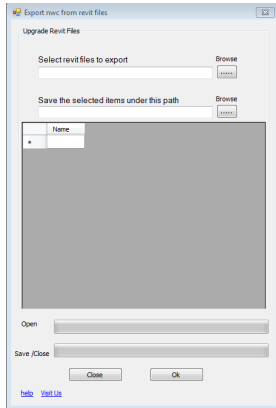 Export nwc from revit files
Upgrade Revit Files
Select revit files to export Browse
.....
Save the selected items under this path Browse
.....
Name
*
Open
Save /Close
Close Ok
help Visit Us